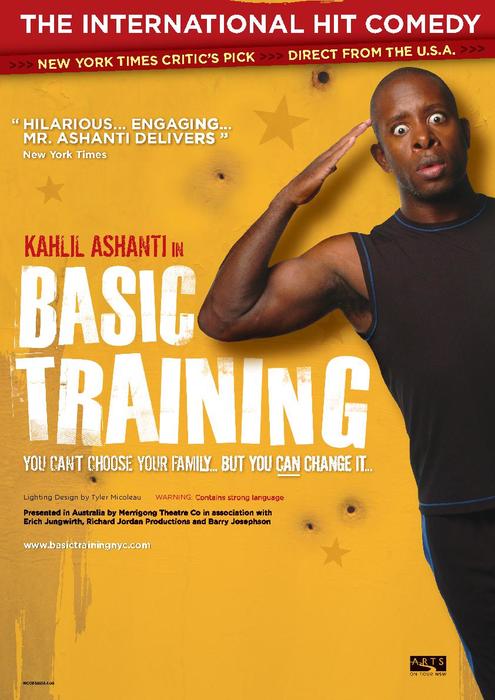 THE INTERNATIONAL HIT COMEDY
>>> NEW YORK TIMES CRITIC'S PICK >>> DIRECT FROM THE U.S.A. >>>
“ HILARIOUS... ENGAGING...
MR. ASHANTI DELIVERS ”
New York Times
KAHLIL ASHANTI IN
BASIC
TRAINING
YOU CAN'T CHOOSE YOUR FAMILY... BUT YOU CAN CHANGE IT...
Lighting Design by Tyler Micoleau WARNING: Contains strong language
Presented in Australia by Merrigong Theatre Co in association with
Erich Jungwirth, Richard Jordan Productions and Barry Josephson
www.basictrainingnyc.com
ARTS
ON TOUR NSW